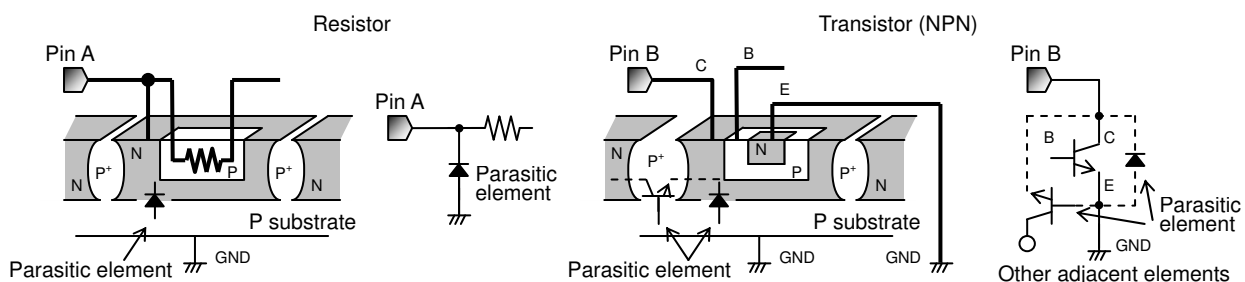 Resistor
Transistor (NPN)
Pin A
Pin B
C
B
E
Pin B
Pin A
N
P+
N
P
P+
N
Parasitic
element
P substrate
GND
Parasitic element
N
P+
N
P
P+
N
P substrate
GND
GND
Parasitic element
B
C
E
Parasitic
element
GND
Other adjacent elements